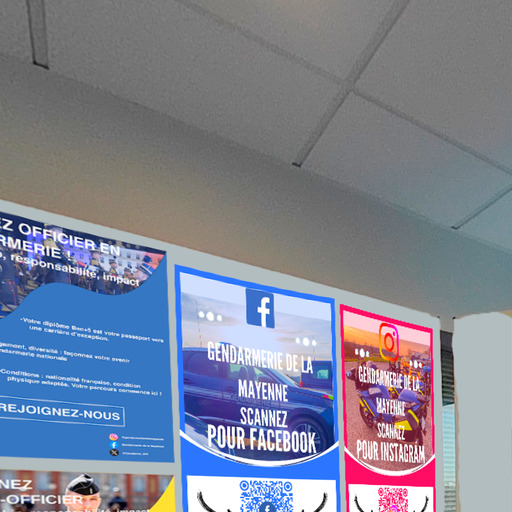 Z OFFICIER EN
RMERIE !
, responsabilité, impact
-Votre diplôme Bac+5 est votre passeport vers
une carrière d'exception.
gement, diversité : façonnez votre avenir
ndarmerie nationale
Conditions : nationalité française, condition
physique adaptée. Votre parcours commence ici !
REJOIGNEZ-NOUS
NEZ
-OFFICIER
GENDARMERIE DE LA
MAYENNE
SCANNEZ
POUR FACEBOOK
GENDARMERIE DE LA
MAYENNE
SCANNEZ
POUR INSTAGRAM